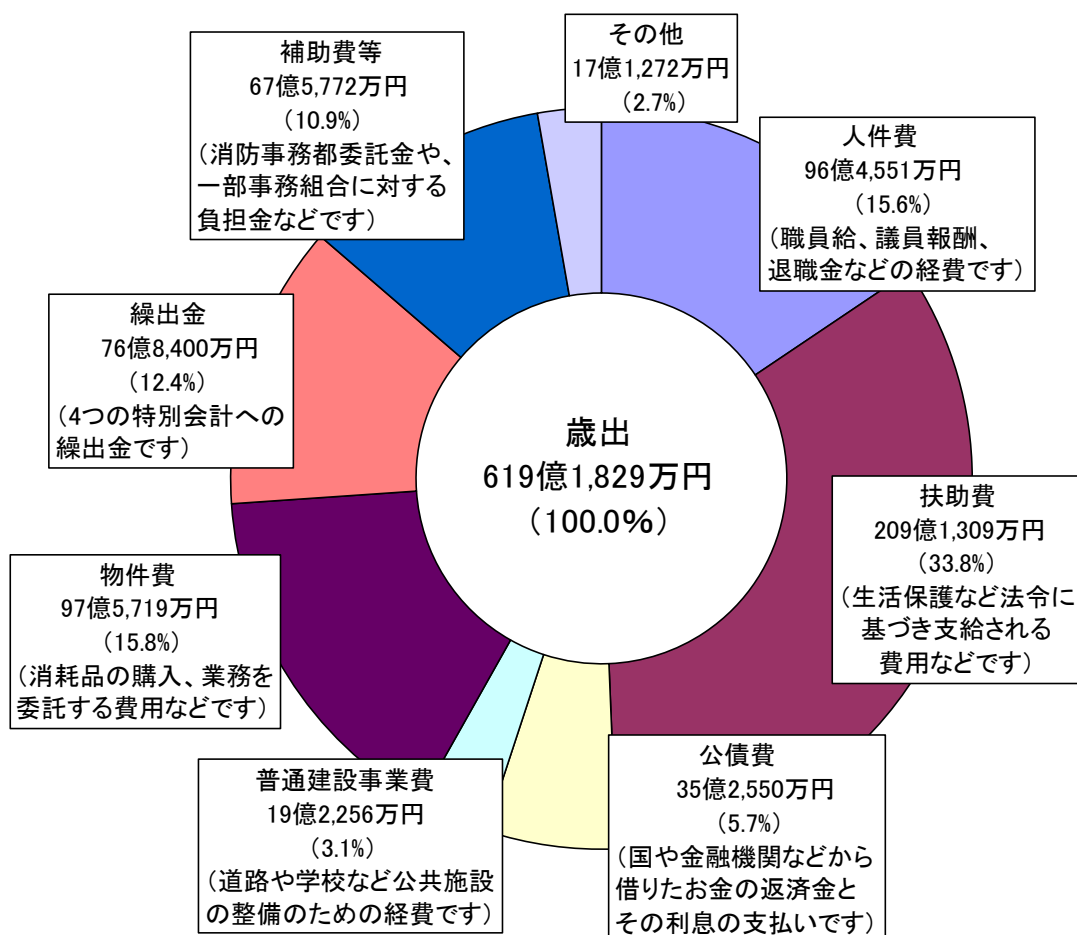 その他
17億1,272万円
(2.7%)
人件費
96億4,551万円
(15.6%)
(職員給、議員報酬、
退職金などの経費です)
扶助費
209億1,309万円
(33.8%)
(生活保護など法令に
基づき支給される
費用などです)
公債費
35億2,550万円
(5.7%)
(国や金融機関などから
借りたお金の返済金と
その利息の支払いです)
普通建設事業費
19億2,256万円
(3.1%)
(道路や学校など公共施設
の整備のための経費です)
物件費
97億5,719万円
(15.8%)
(消耗品の購入、業務を
委託する費用などです)
繰出金
76億8,400万円
(12.4%)
(4つの特別会計への
繰出金です)
補助費等
67億5,772万円
(10.9%)
(消防事務都委託金や、
一部事務組合に対する
負担金などです)
歳出
619億1,829万円
(100.0%)